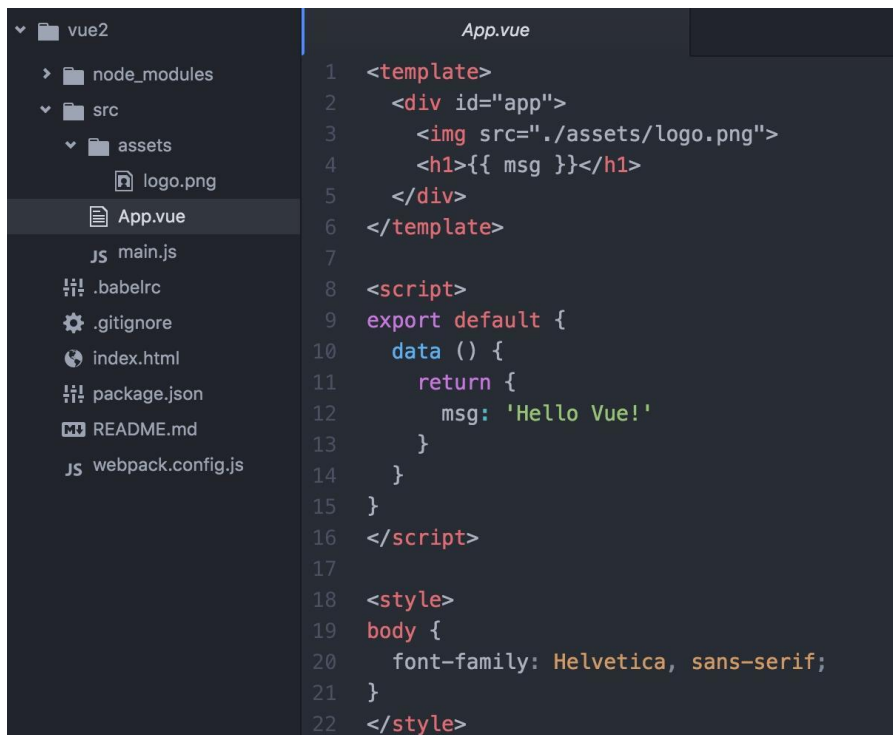 vue2
node_modules
src
assets
logo.png
App.vue
main.js
.babelrc
.gitignore
index.html
package.json
README.md
webpack.config.js
App.vue
1 <template>
2   <div id="app">
3     <img src="./assets/logo.png">
4     <h1>{{ msg }}</h1>
5   </div>
6 </template>
7
8 <script>
9 export default {
10   data () {
11     return {
12       msg: 'Hello Vue!'
13     }
14   }
15 }
16 </script>
17
18 <style>
19 body {
20   font-family: Helvetica, sans-serif;
21 }
22 </style>